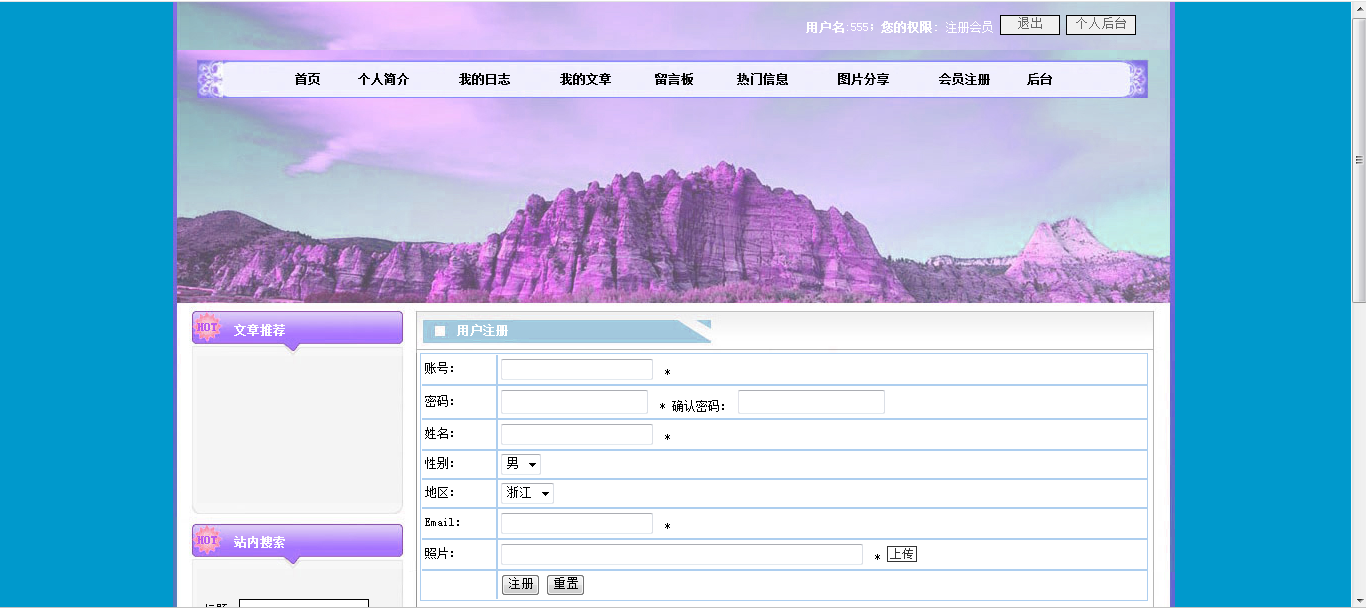 用户名:555; 您的权限: 注册会员 退出 个人后台
首页 个人简介 我的日志 我的文章 留言板 热门信息 图片分享 会员注册 后台
HOT 文章推荐
用户注册
账号: *
密码: * 确认密码:
姓名: *
性别: 男
地区: 浙江
Email: *
照片: * 上传
注册 重置
HOT 站内搜索